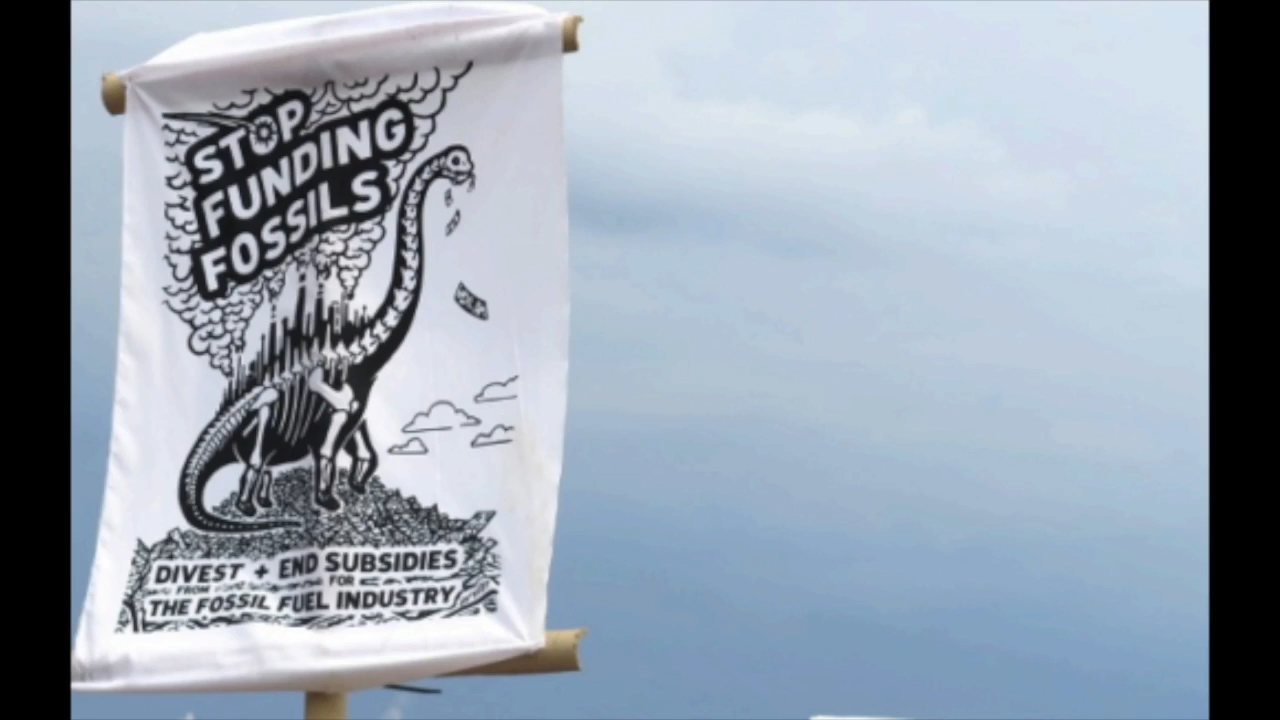 STOP
FUNDING
FOSSILS
DIVEST + END SUBSIDIES
FROM FOR
THE FOSSIL FUEL INDUSTRY